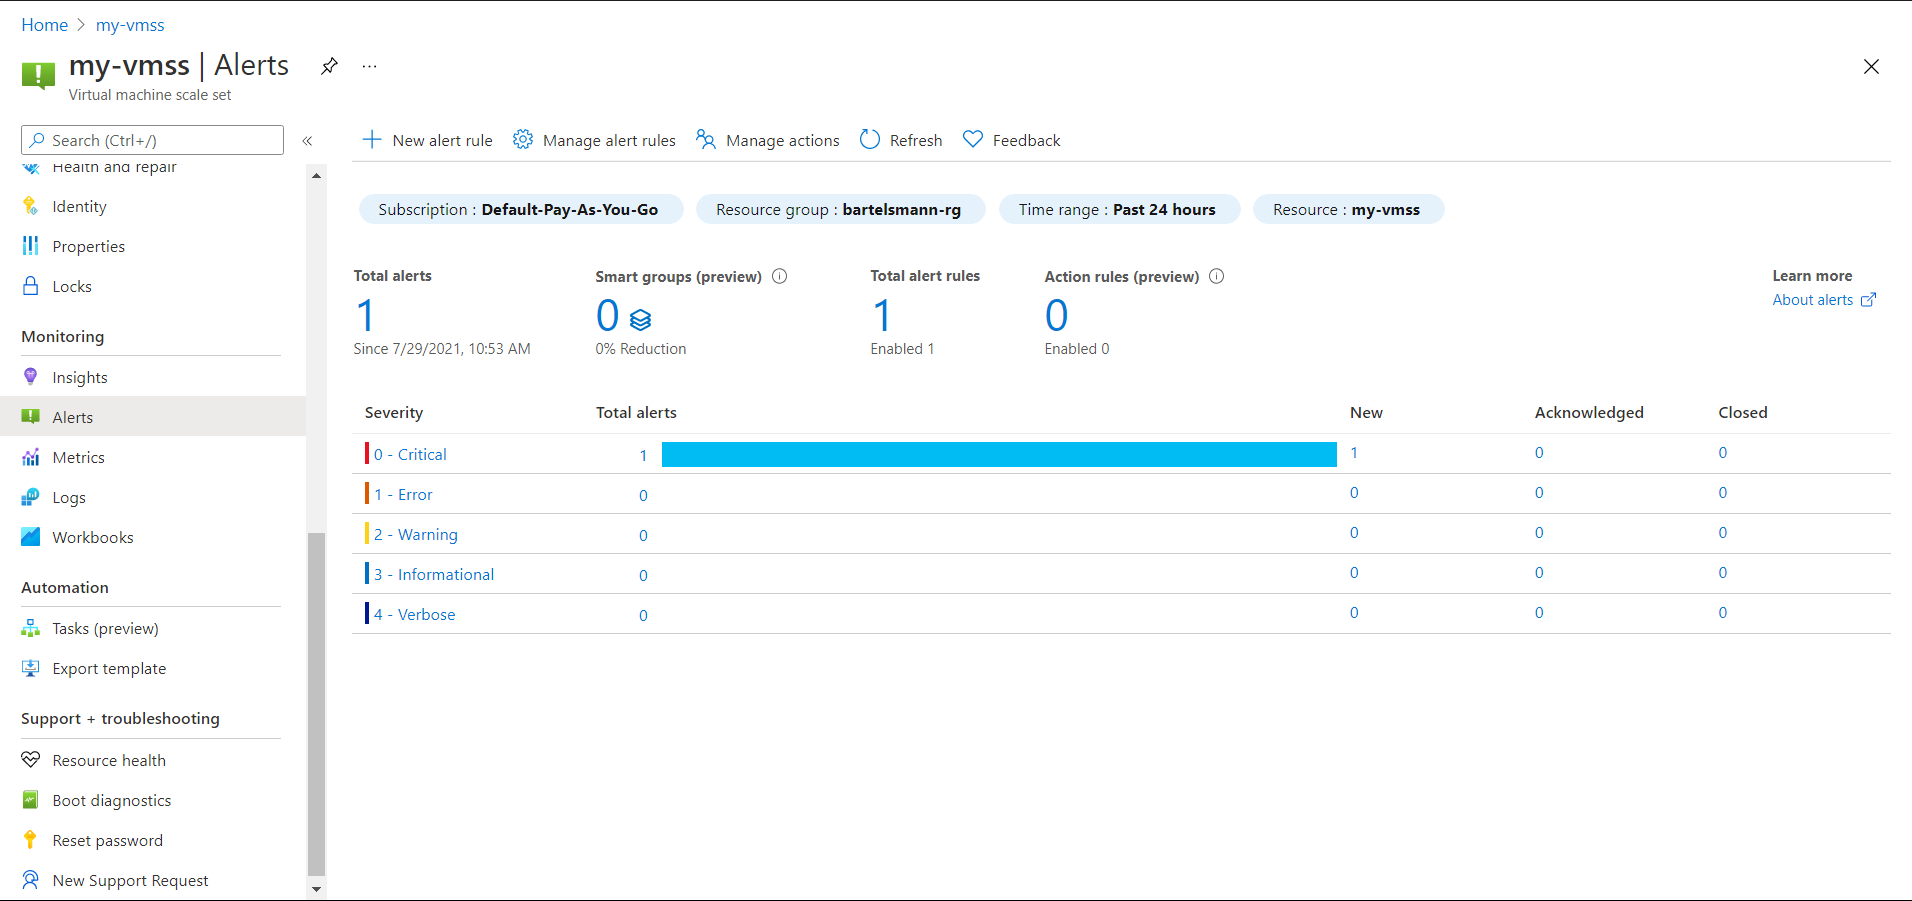 Home > my-vmss
my-vmss | Alerts
Virtual machine scale set
Search (Ctrl+/)
Health and repair
Identity
Properties
Locks
Monitoring
Insights
Alerts
Metrics
Logs
Workbooks
Automation
Tasks (preview)
Export template
Support + troubleshooting
Resource health
Boot diagnostics
Reset password
New Support Request
New alert rule Manage alert rules Manage actions Refresh Feedback
Subscription : Default-Pay-As-You-Go Resource group : bartelsmann-rg Time range : Past 24 hours Resource : my-vmss
Total alerts Smart groups (preview) Total alert rules Action rules (preview) Learn more
1 0 1 0 About alerts
Since 7/29/2021, 10:53 AM 0% Reduction Enabled 1 Enabled 0
Severity Total alerts New Acknowledged Closed
0 - Critical 1 1 0 0
1 - Error 0 0 0 0
2 - Warning 0 0 0 0
3 - Informational 0 0 0 0
4 - Verbose 0 0 0 0